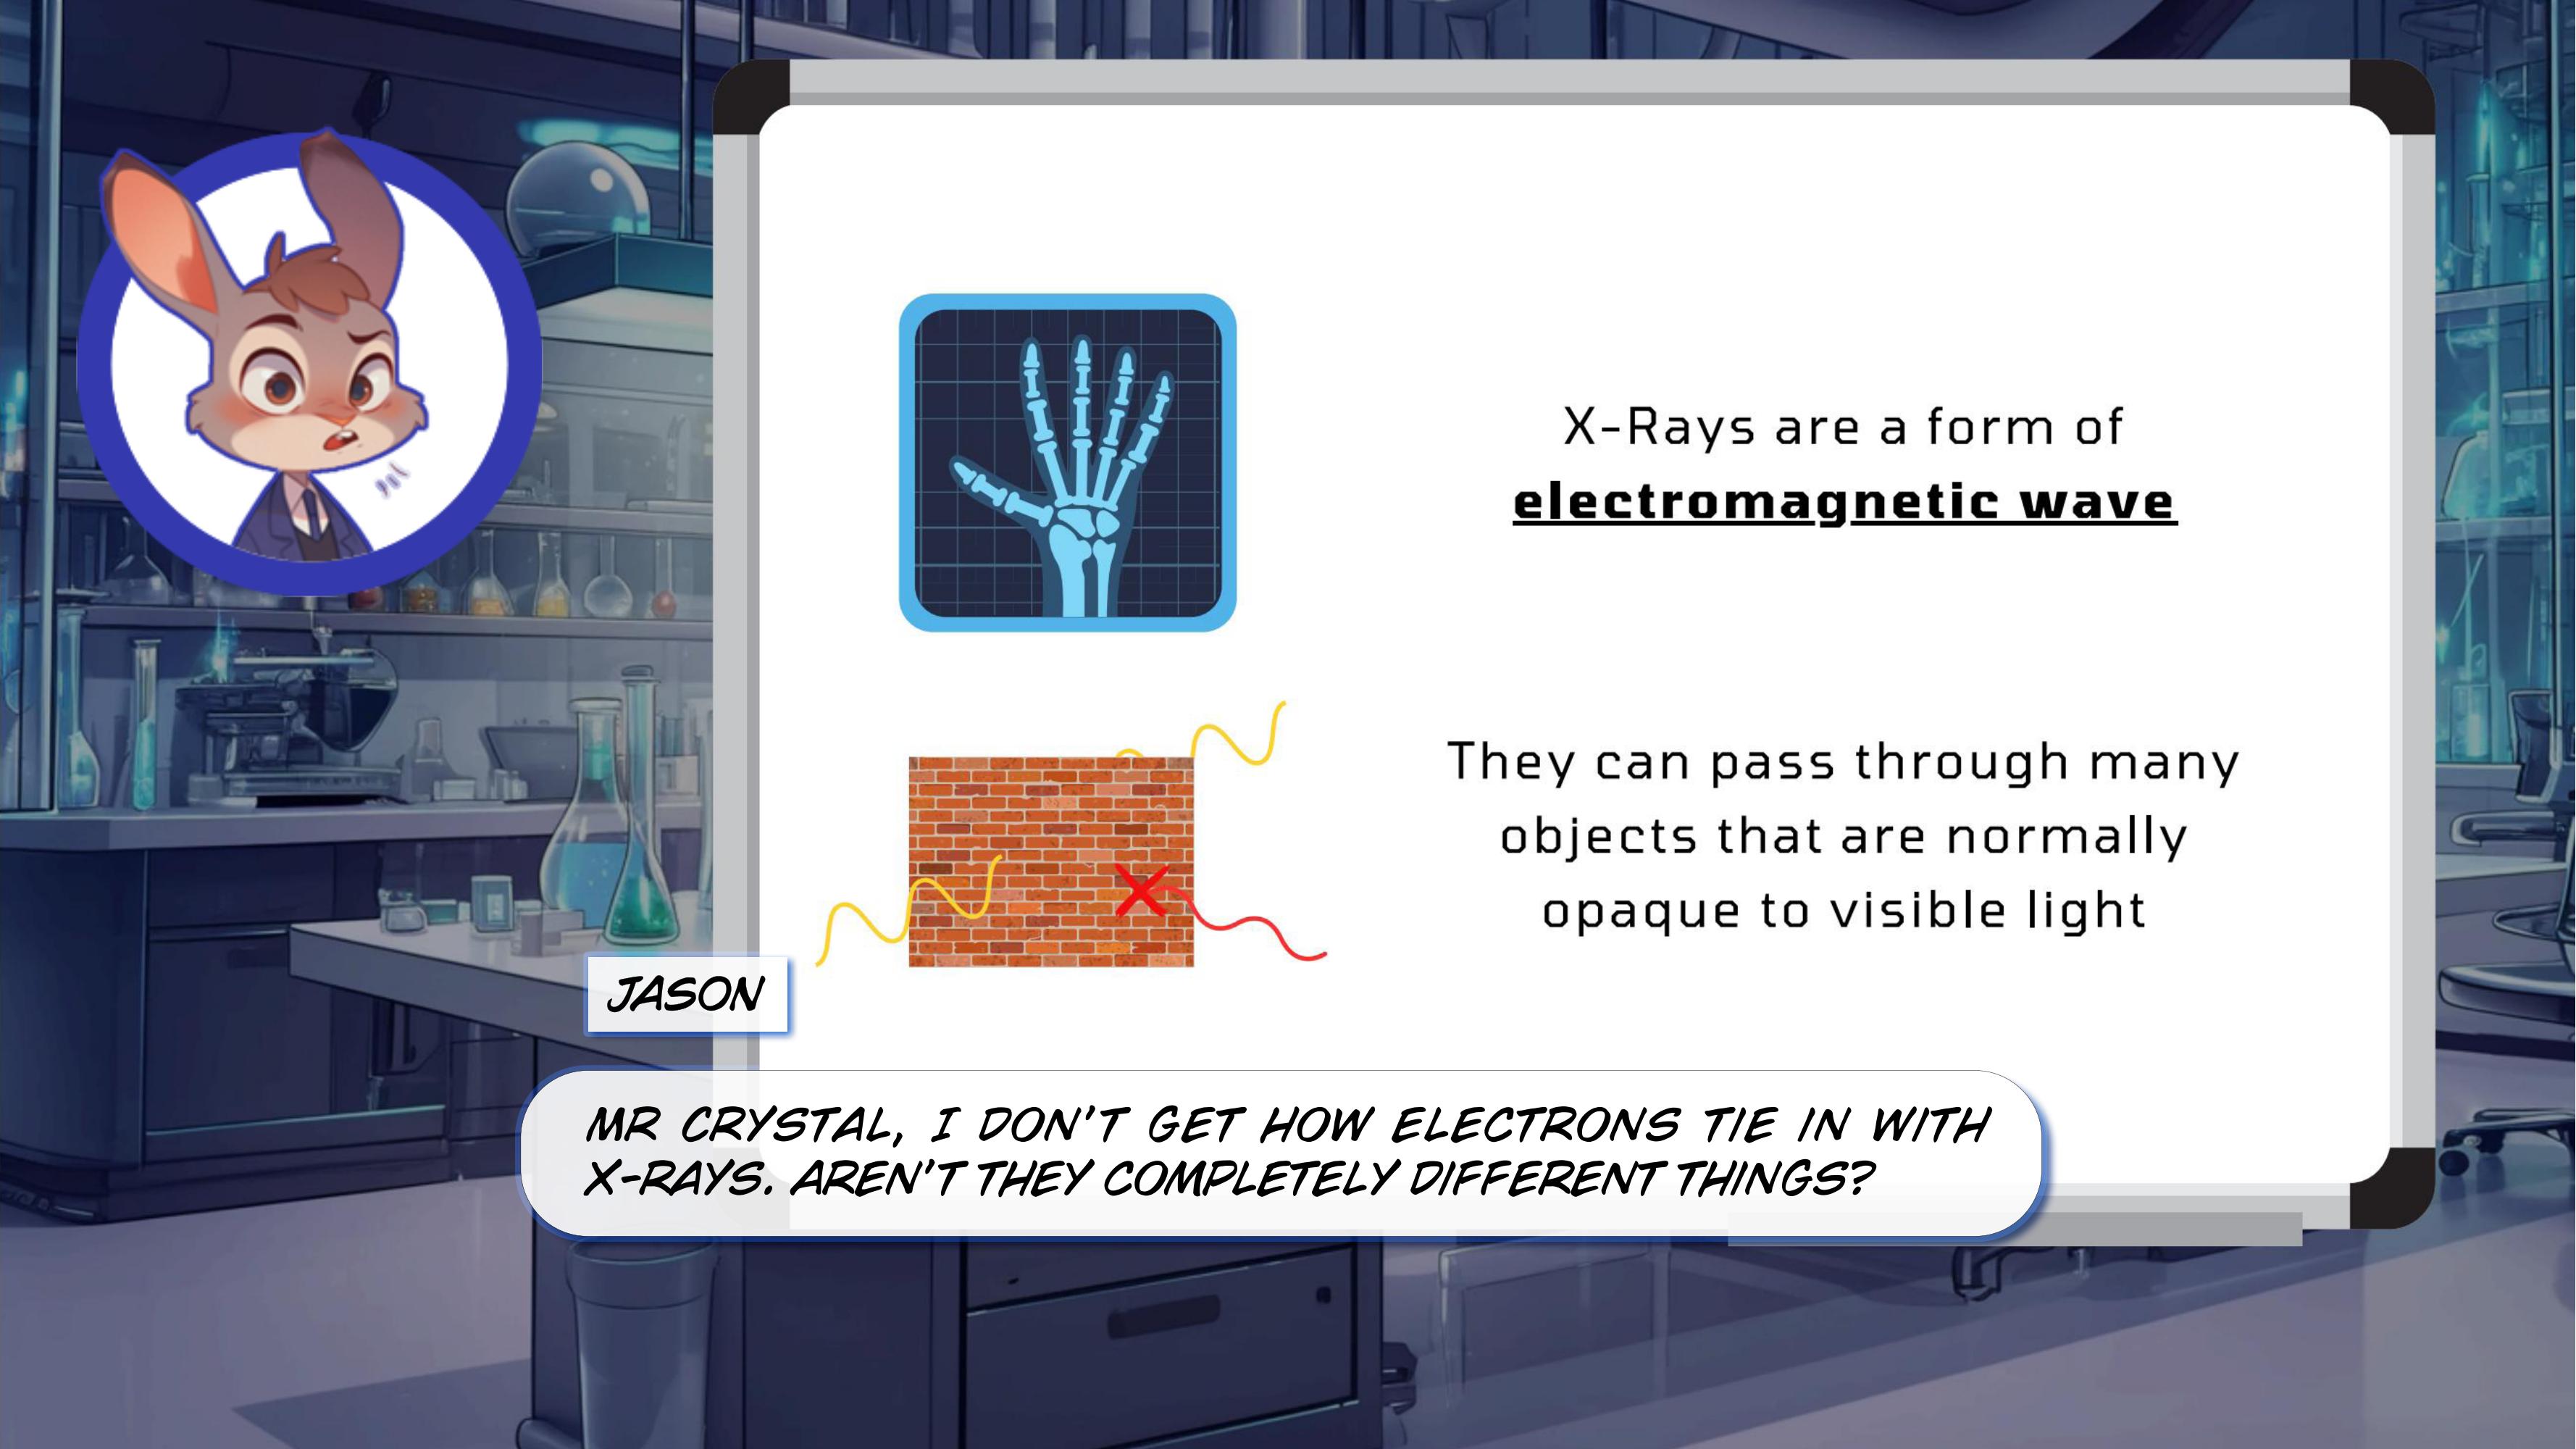 X-Rays are a form of
electromagnetic wave
They can pass through many
objects that are normally
opaque to visible light
JASON
MR CRYSTAL, I DON'T GET HOW ELECTRONS TIE IN WITH
X-RAYS. AREN'T THEY COMPLETELY DIFFERENT THINGS?